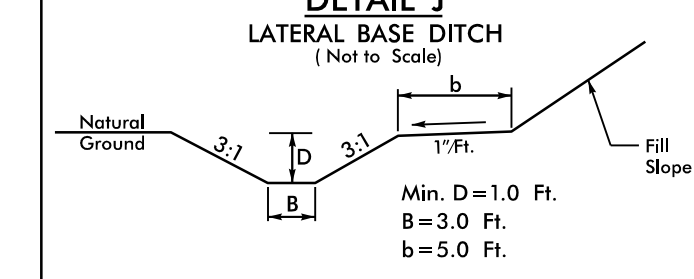 DETAIL J
LATERAL BASE DITCH
( Not to Scale)
b
Natural
Ground
3:1
D
3:1
1"/Ft.
Fill
Slope
B
Min. D=1.0 Ft.
B=3.0 Ft.
b=5.0 Ft.